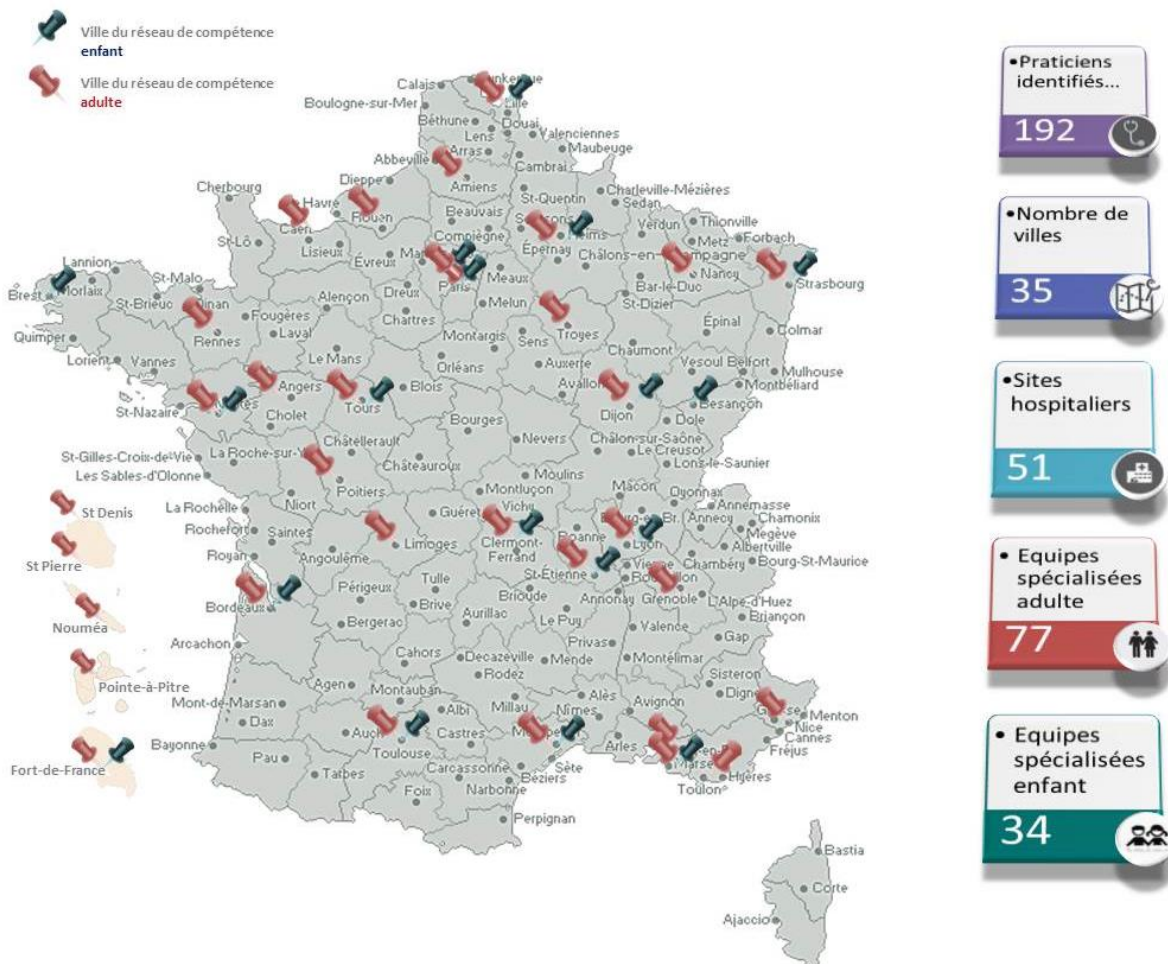 Ville du réseau de compétence
enfant
Ville du réseau de compétence
adulte
Calais
Boulogne-sur-Mer
Lille
Béthune
Douai
Lens
Valenciennes
Maubeuge
Arras
Abbeville
Cambrai
Dieppe
Amiens
Cherbourg
Havre
St-Quentin
Charleville-Mézières
Sedan
Rouen
Beauvais
Caen
Compiègne
Verdun
Thionville
St-Lô
Lisieux
Metz
Forbach
Évreux
Épernay
Lannion
Meaux
Châlons-en-
Nancy
Strasbourg
St-Malo
Paris
Brest
Morlaix
Dreux
Bar-le-Duc
St-Brieuc
Alençon
Melun
St-Dizier
Fougères
Chartres
Troyes
Épinal
Quimper
Rennes
Laval
Montargis
Sens
Colmar
Le Mans
Chaumont
Lorient
Vannes
Orléans
Auxerre
Vesoul
Belfort
Mulhouse
Angers
Blois
Avallon
Montbéliard
St-Nazaire
Tours
Besançon
Cholet
Dijon
Dole
Bourges
Châtellerault
Nevers
Châlon-sur-Saône
St-Gilles-Croix-de-Vie
La Roche-sur-
Le Creusot
Les Sables-d'Olonne
Châteauroux
Lons-le-Saunier
Moulins
Poitiers
Montluçon
Mâcon
Oyonnax
La Rochelle
Niort
Guéret
Vichy
Annemasse
St Denis
Rochefort
Saintes
Roanne
Annecy
Chamonix
Megève
Limoges
Clermont-
Ferrand
Lyon
Albertville
St Pierre
Royan
Angoulême
Vienne
Chambéry
Bourg-St-Maurice
St-Étienne
Tulle
Périgueux
Brioude
Annonay
Grenoble
L'Alpe-d'Huez
Nouméa
Bordeaux
Brive
Aurillac
Le Puy
Briançon
Bergerac
Privas
Valence
Arcachon
Gap
Cahors
Decazeville
Mende
Montélimar
Rodez
Sisteron
Pointe-à-Pître
Agen
Montauban
Alès
Mont-de-Marsan
Albi
Millau
Avignon
Nîmes
Menton
Dax
Nice
Cannes
Bayonne
Toulouse
Castres
Arles
Fréjus
Fort-de-France
Pau
Tarbes
Carcassonne
Sète
Béziers
Hyères
Narbonne
Toulon
Foix
Perpignan
Bastia
Corte
Ajaccio
•Praticiens
identifiés...
192
•Nombre de
villes
35
•Sites
hospitaliers
51
• Equipes
spécialisées
adulte
77
• Equipes
spécialisées
enfant
34